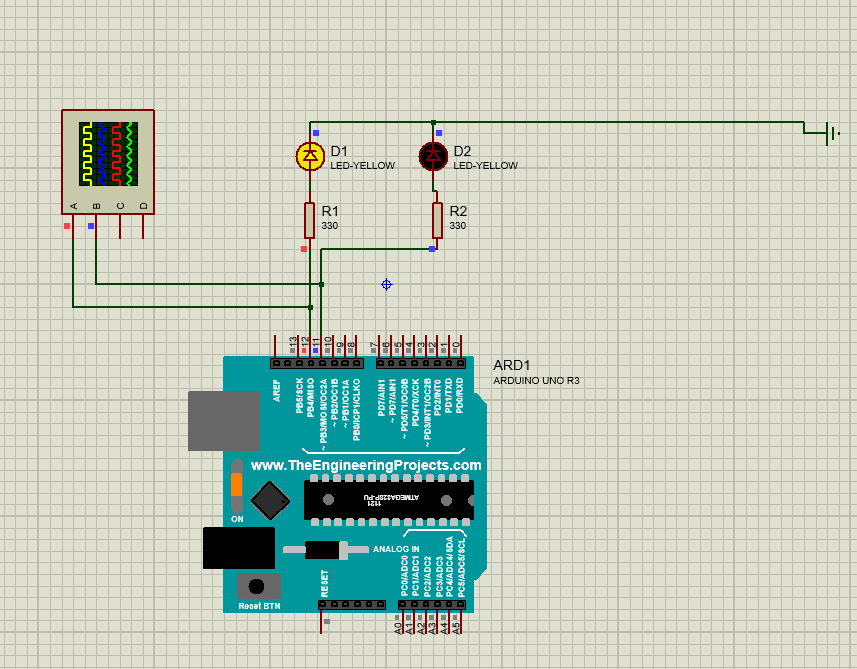 A
B
C
D
D1
LED-YELLOW
D2
LED-YELLOW
R1
330
R2
330
13
12
11
10
9
8
7
6
5
4
3
2
1
0
ARD1
ARDUINO UNO R3
AREF
PB5/SCK
PB4/MISO
~ PB3/MOSI/OC2A
~ PB2/OC1B
~ PB1/OC1A
PB0/ICP1/CLKO
PD7/AIN1
~ PD7/AIN1
~ PD5/T1/OC0B
PD4/T0/XCK
~ PD3/INT1/OC2B
PD2/INT0
PD1/TXD
PD0/RXD
www.TheEngineeringProjects.com
ATMEGA328P-PU
1121
ON
ANALOG IN
RESET
PC0/ADC0
PC1/ADC1
PC2/ADC2
PC3/ADC3
PC4/ADC4/SDA
PC5/ADC5/SCL
Reset BTN
A0
A1
A2
A3
A4
A5